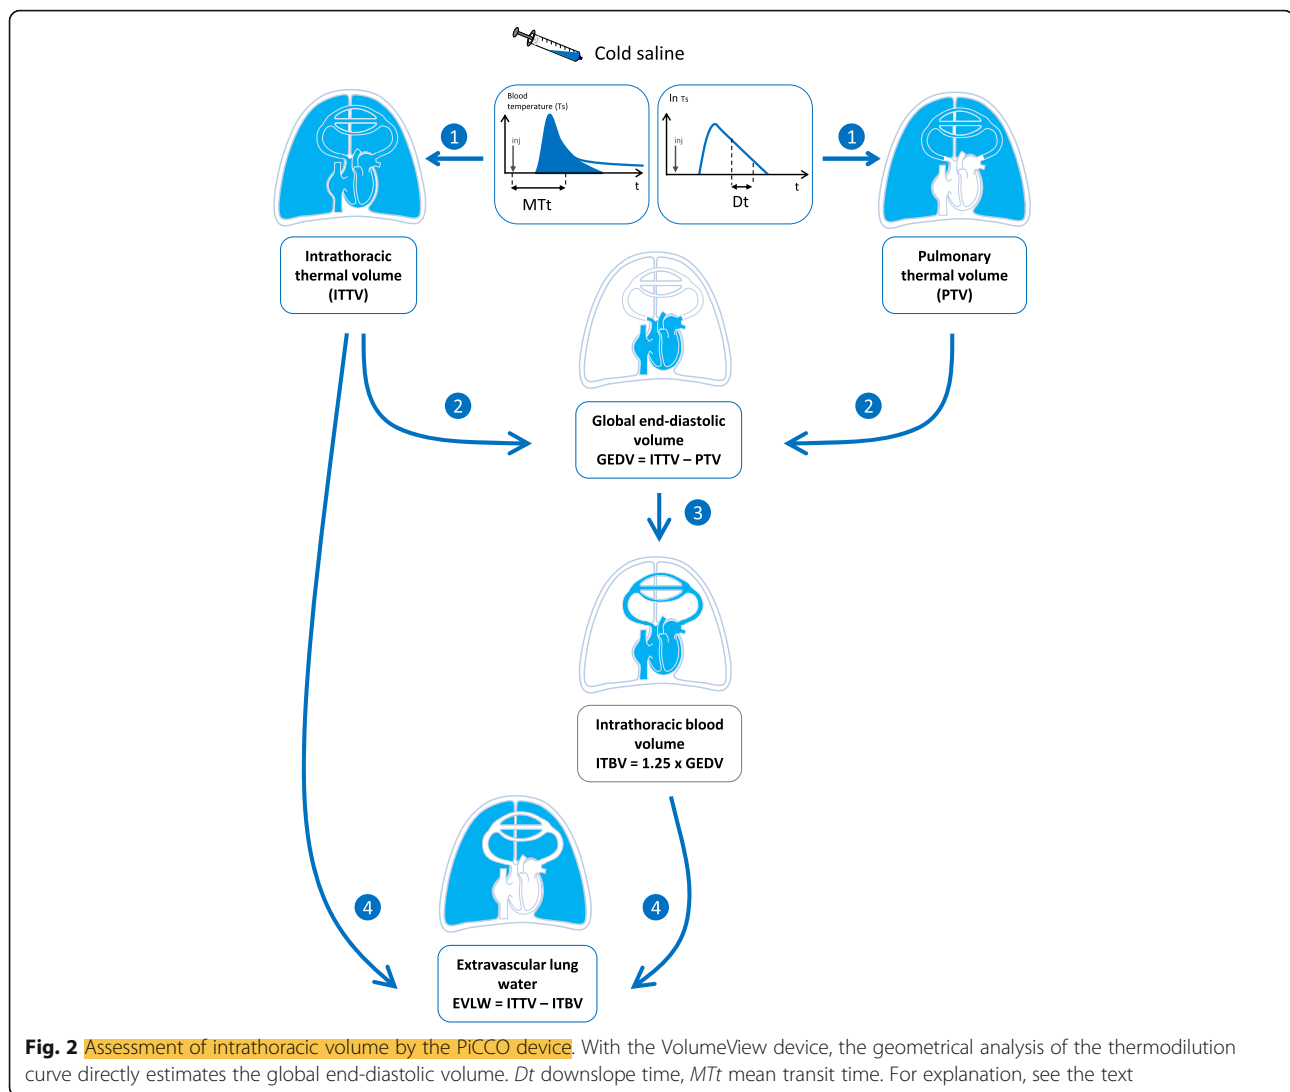 Cold saline
Blood
temperature (Ts)
inj
t
MTt
ln Ts
inj
t
Dt
1
1
Intrathoracic
thermal volume
(ITTV)
Pulmonary
thermal volume
(PTV)
2
2
Global end-diastolic
volume
GEDV = ITTV – PTV
3
Intrathoracic blood
volume
ITBV = 1.25 x GEDV
4
4
Extravascular lung
water
EVLW = ITTV – ITBV
Fig. 2 Assessment of intrathoracic volume by the PiCCO device. With the VolumeView device, the geometrical analysis of the thermodilution
curve directly estimates the global end-diastolic volume. Dt downslope time, MTt mean transit time. For explanation, see the text